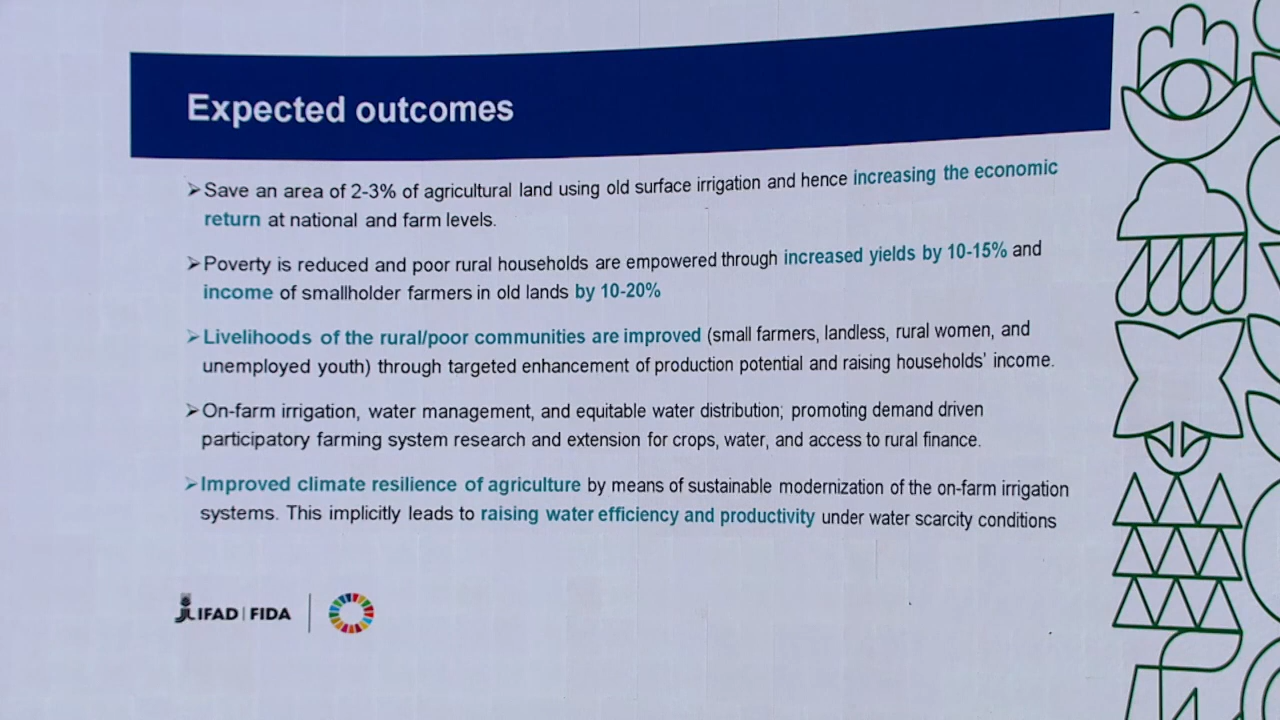 Expected outcomes
➢Save an area of 2-3% of agricultural land using old surface irrigation and hence increasing the economic
return at national and farm levels.
➢Poverty is reduced and poor rural households are empowered through increased yields by 10-15% and
income of smallholder farmers in old lands by 10-20%
➢Livelihoods of the rural/poor communities are improved (small farmers, landless, rural women, and
unemployed youth) through targeted enhancement of production potential and raising households' income.
➢On-farm irrigation, water management, and equitable water distribution; promoting demand driven
participatory farming system research and extension for crops, water, and access to rural finance.
➢Improved climate resilience of agriculture by means of sustainable modernization of the on-farm irrigation
systems. This implicitly leads to raising water efficiency and productivity under water scarcity conditions
IFAD | FIDA